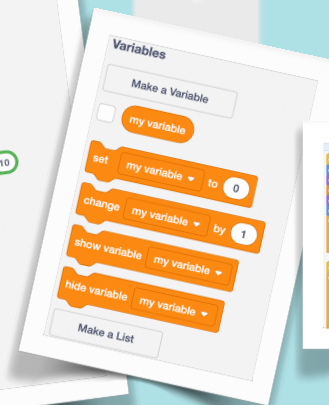 Variables
Make a Variable
my variable
set my variable to 0
change my variable by 1
show variable my variable
hide variable my variable
Make a List
10